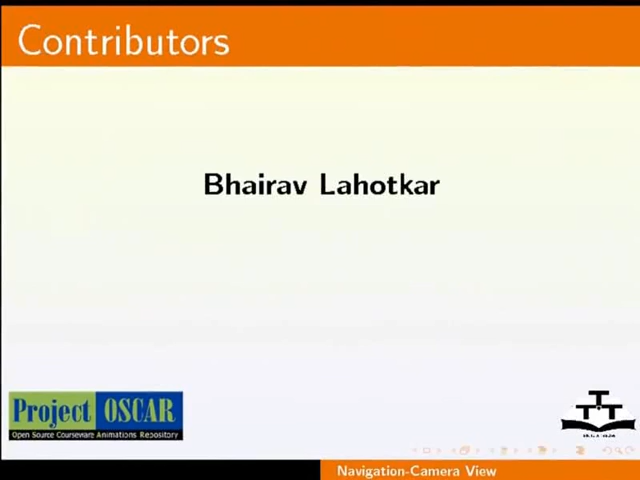 Contributors
Bhairav Lahotkar
Project OSCAR
Open Source Courseware Animations Repository
Navigation-Camera View